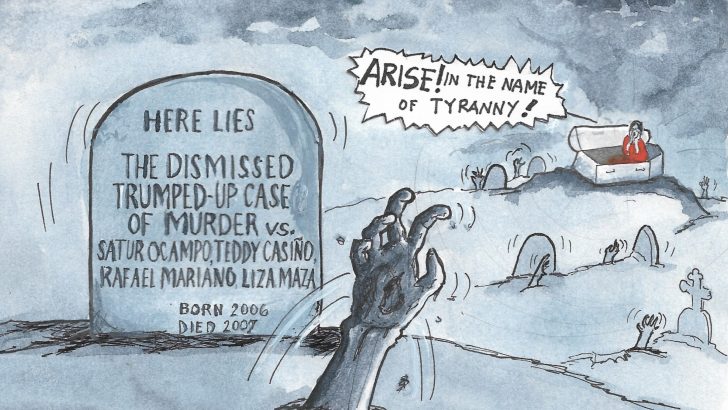 HERE LIES
THE DISMISSED
TRUMPED-UP CASE
OF MURDER VS.
SATUR OCAMPO, TEDDY CASIÑO,
RAFAEL MARIANO, LIZA MAZA
BORN 2006
DIED 2007
ARISE! IN THE NAME
OF TYRANNY!